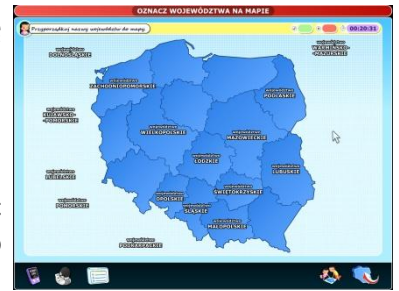 OZNACZ WOJEWÓDZTWA NA MAPIE
Przyporządkuj nazwy województw do mapy
00:20:31
województwo
DOLNOŚLĄSKIE
województwo
WARMIŃSKO-
-MAZURSKIE
województwo
ZACHODNIOPOMORSKIE
województwo
PODLASKIE
województwo
KUJAWSKO-
-POMORSKIE
województwo
WIELKOPOLSKIE
województwo
MAZOWIECKIE
województwo
ŁÓDZKIE
województwo
LUBELSKIE
województwo
LUBUSKIE
województwo
OPOLSKIE
województwo
ŚWIĘTOKRZYSKIE
województwo
POMORSKIE
województwo
ŚLĄSKIE
województwo
MAŁOPOLSKIE
województwo
PODKARPACKIE